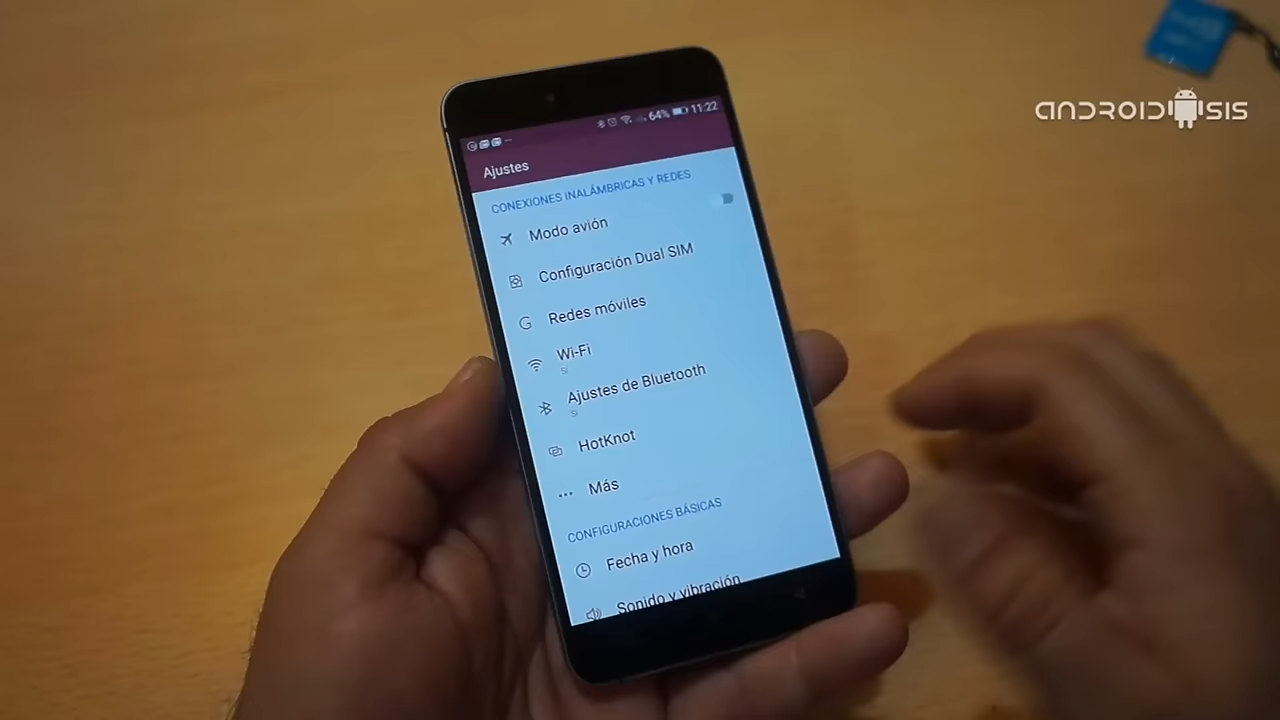 ANDROIDSIS
64% 11:22
Ajustes
CONEXIONES INALÁMBRICAS Y REDES
Modo avión
Configuración Dual SIM
Redes móviles
Wi-Fi
Sí
Ajustes de Bluetooth
Sí
HotKnot
Más
CONFIGURACIONES BÁSICAS
Fecha y hora
Sonido y vibración